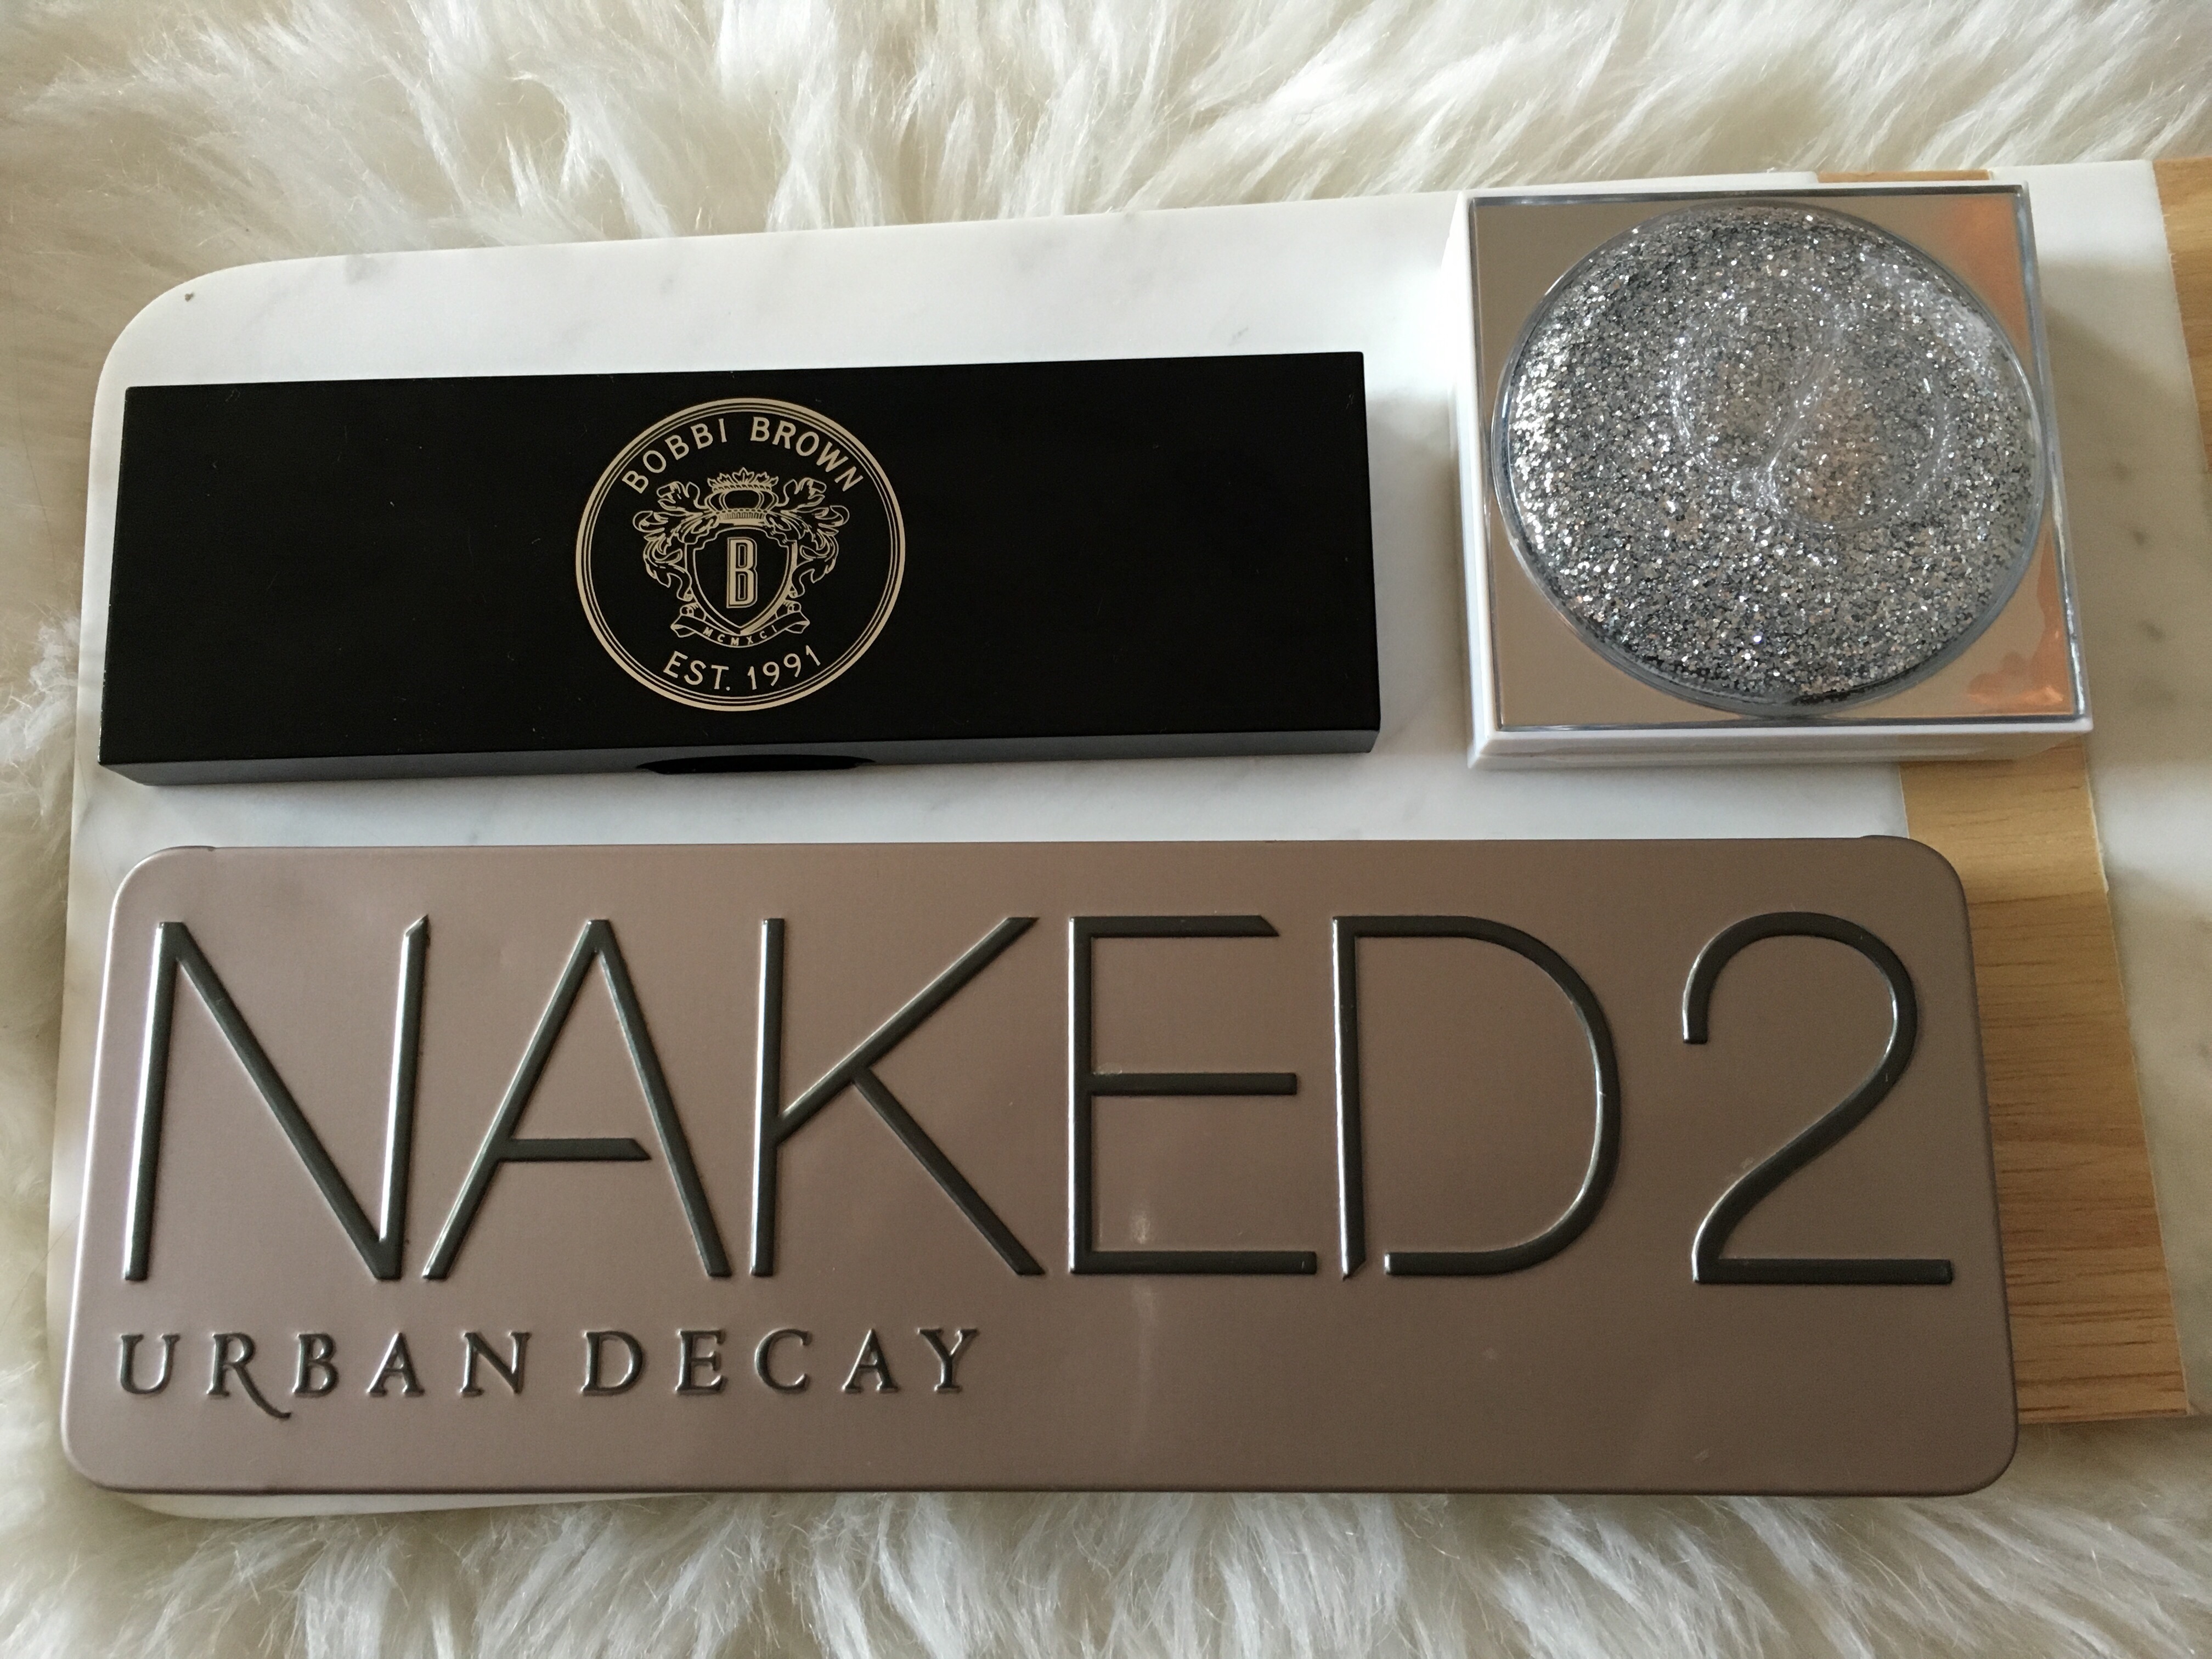 BOBBI BROWN
B
MCMXCI
EST. 1991
NAKED2
URBAN DECAY